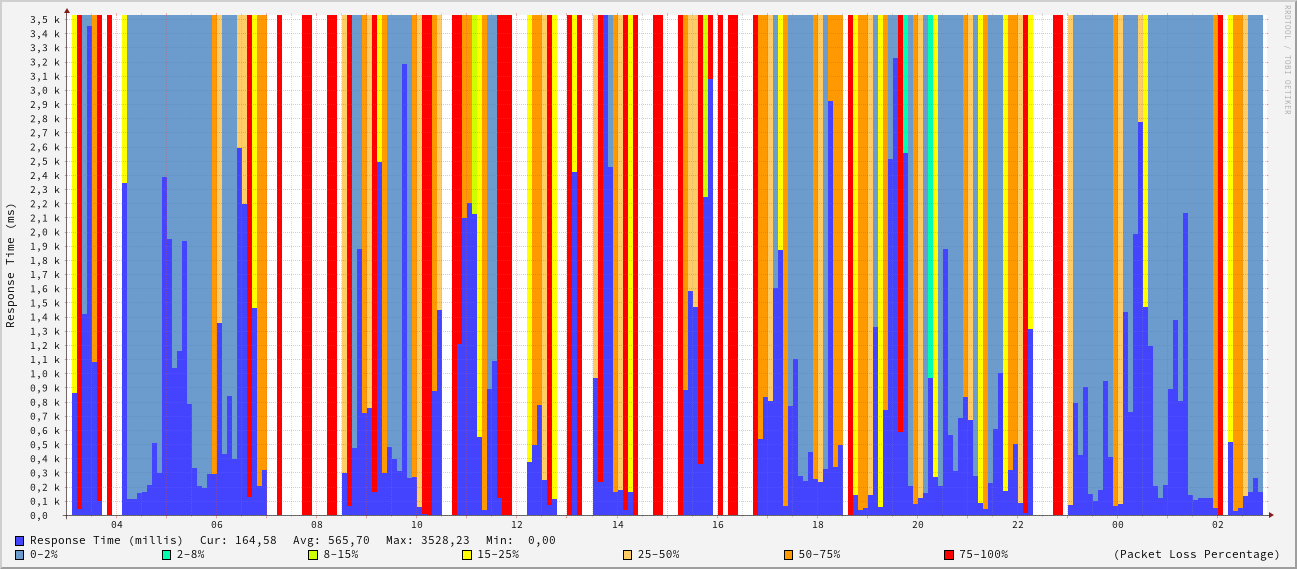 RRDTOOL / TOBI OETIKER
Response Time (ms)
3,5 k
3,4 k
3,3 k
3,2 k
3,1 k
3,0 k
2,9 k
2,8 k
2,7 k
2,6 k
2,5 k
2,4 k
2,3 k
2,2 k
2,1 k
2,0 k
1,9 k
1,8 k
1,7 k
1,6 k
1,5 k
1,4 k
1,3 k
1,2 k
1,1 k
1,0 k
0,9 k
0,8 k
0,7 k
0,6 k
0,5 k
0,4 k
0,3 k
0,2 k
0,1 k
0,0
04 06 08 10 12 14 16 18 20 22 00 02
Response Time (millis) Cur: 164,58 Avg: 565,70 Max: 3528,23 Min: 0,00
0-2% 2-8% 8-15% 15-25% 25-50% 50-75% 75-100% (Packet Loss Percentage)